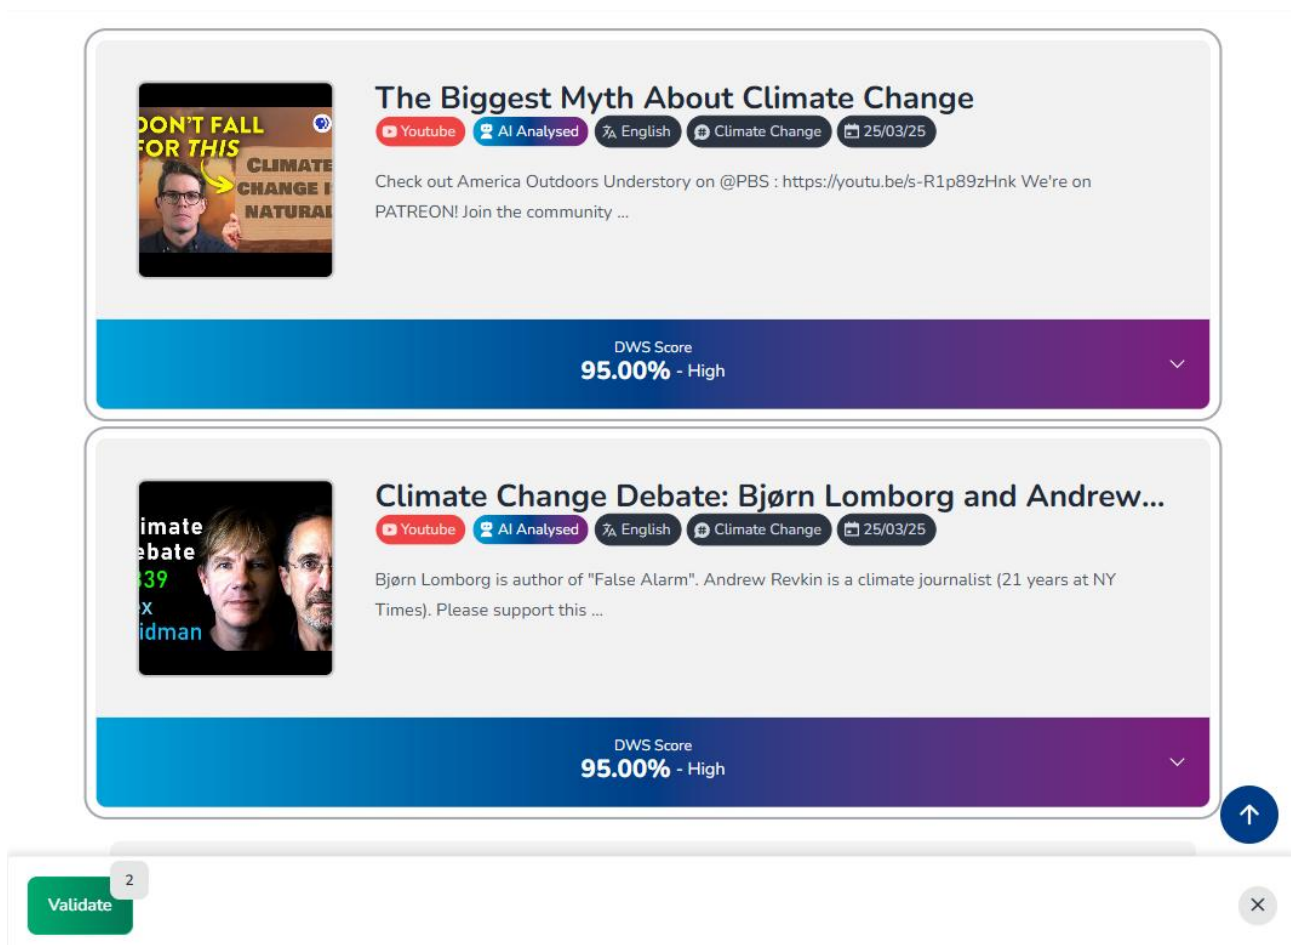 The Biggest Myth About Climate Change
Youtube AI Analysed English Climate Change 25/03/25
DON'T FALL
FOR THIS
CLIMATE
CHANGE I
NATURAL
Check out America Outdoors Understory on @PBS : https://youtu.be/s-R1p89zHnk We're on
PATREON! Join the community ...
DWS Score
95.00% - High
Climate Change Debate: Bjørn Lomborg and Andrew...
Youtube AI Analysed English Climate Change 25/03/25
imate
ebate
339
x
idman
Bjørn Lomborg is author of "False Alarm". Andrew Revkin is a climate journalist (21 years at NY
Times). Please support this ...
DWS Score
95.00% - High
2
Validate